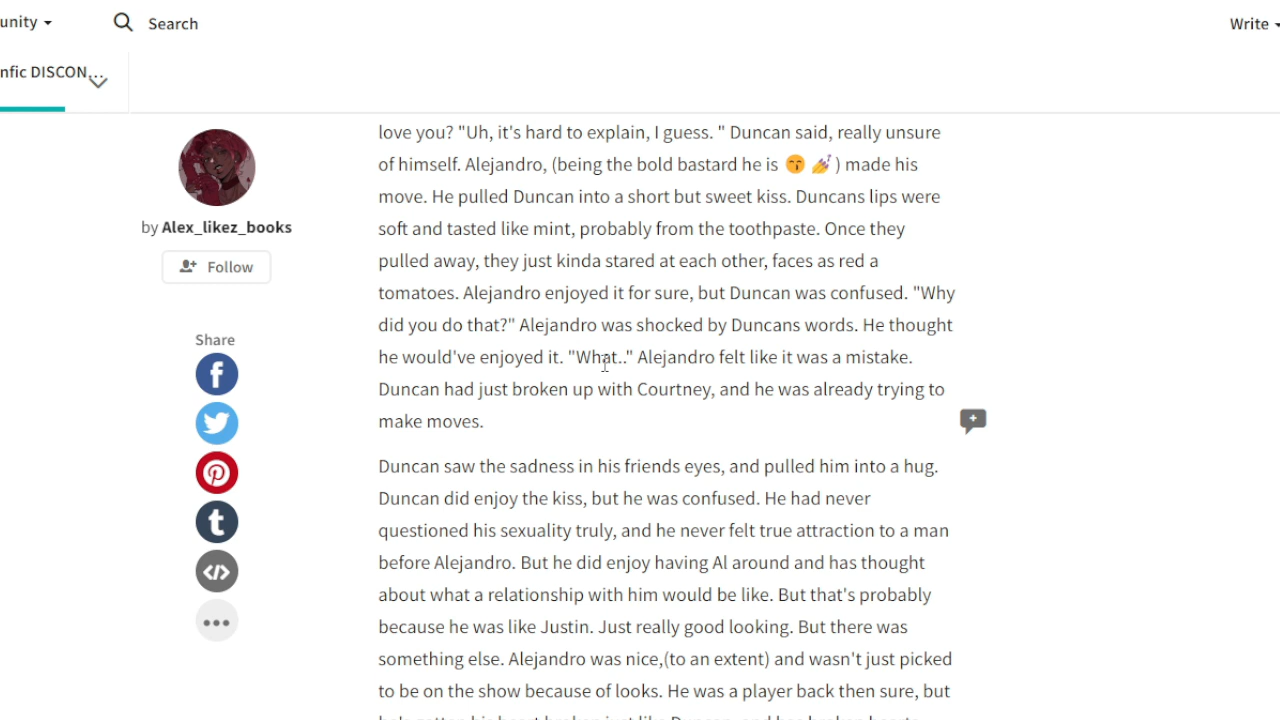 unity
Search
Write
nfic DISCON...
by Alex_likez_books
Follow
Share
love you? "Uh, it's hard to explain, I guess. " Duncan said, really unsure
of himself. Alejandro, (being the bold bastard he is 😙 💅 ) made his
move. He pulled Duncan into a short but sweet kiss. Duncans lips were
soft and tasted like mint, probably from the toothpaste. Once they
pulled away, they just kinda stared at each other, faces as red a
tomatoes. Alejandro enjoyed it for sure, but Duncan was confused. "Why
did you do that?" Alejandro was shocked by Duncans words. He thought
he would've enjoyed it. "What.." Alejandro felt like it was a mistake.
Duncan had just broken up with Courtney, and he was already trying to
make moves.
Duncan saw the sadness in his friends eyes, and pulled him into a hug.
Duncan did enjoy the kiss, but he was confused. He had never
questioned his sexuality truly, and he never felt true attraction to a man
before Alejandro. But he did enjoy having Al around and has thought
about what a relationship with him would be like. But that's probably
because he was like Justin. Just really good looking. But there was
something else. Alejandro was nice,(to an extent) and wasn't just picked
to be on the show because of looks. He was a player back then sure, but